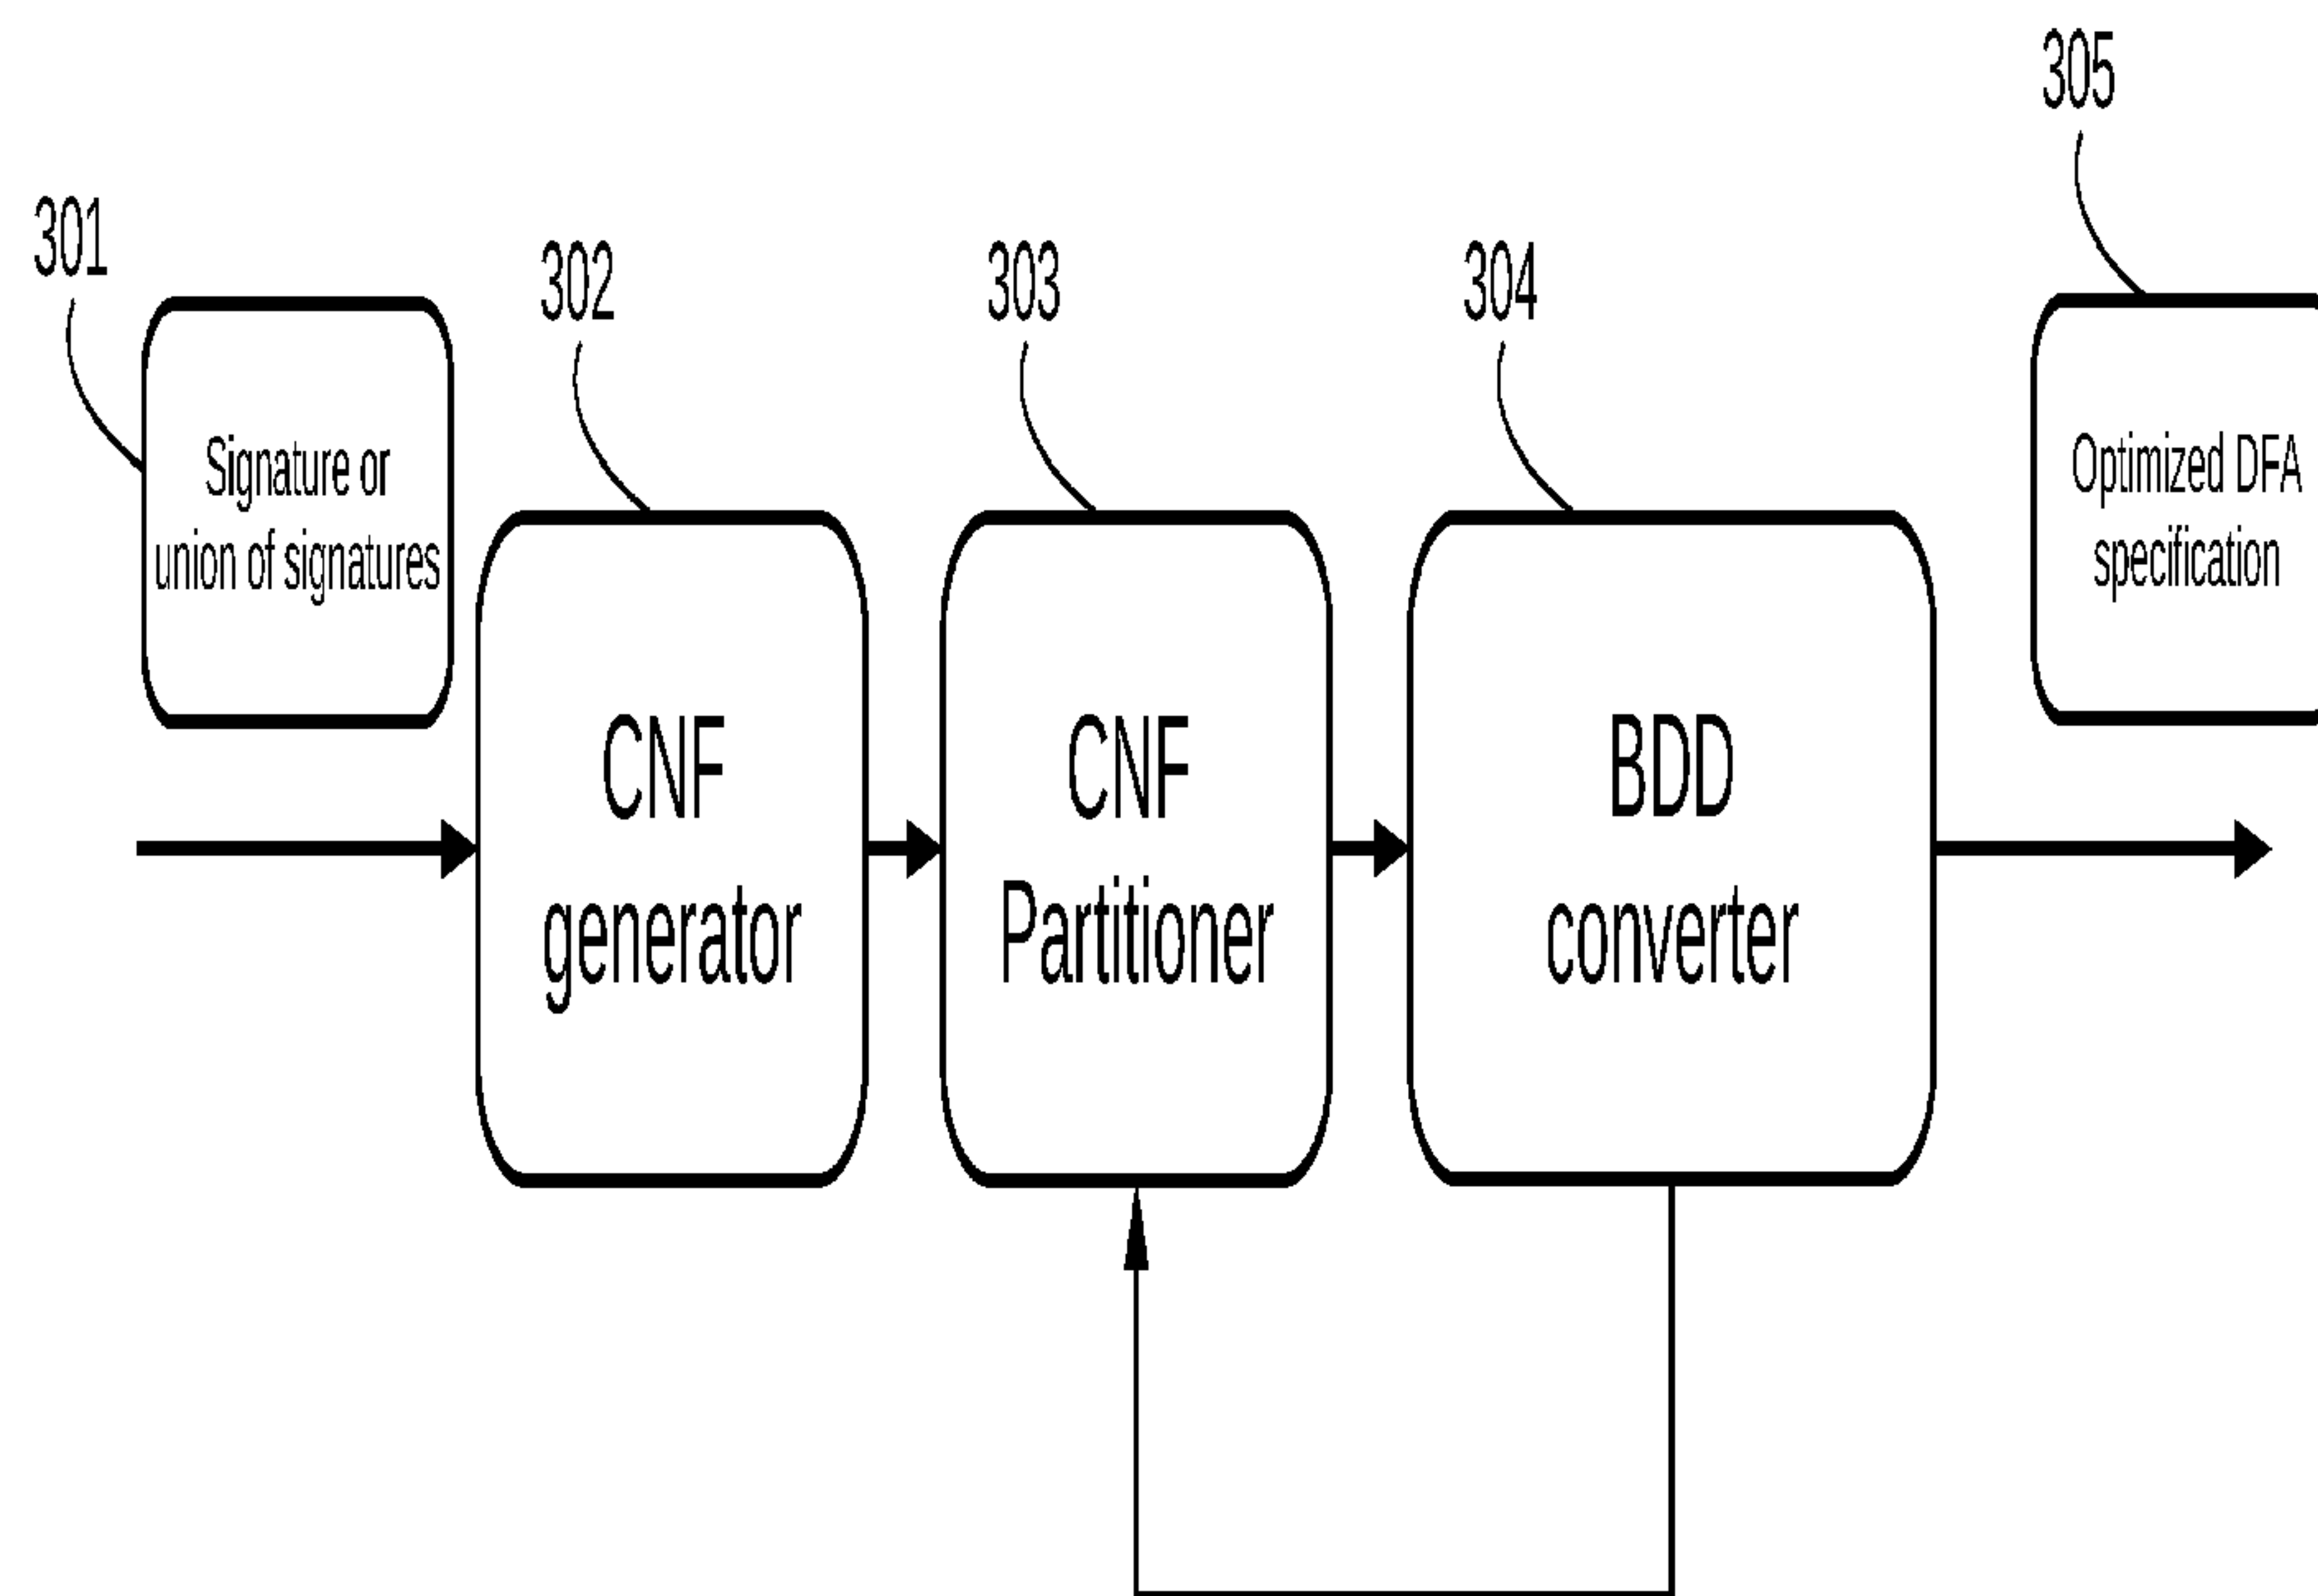 305
301
302
303
304
Signature or
union of signatures
Optimized DFA
specification
CNF
generator
CNF
Partitioner
BDD
converter